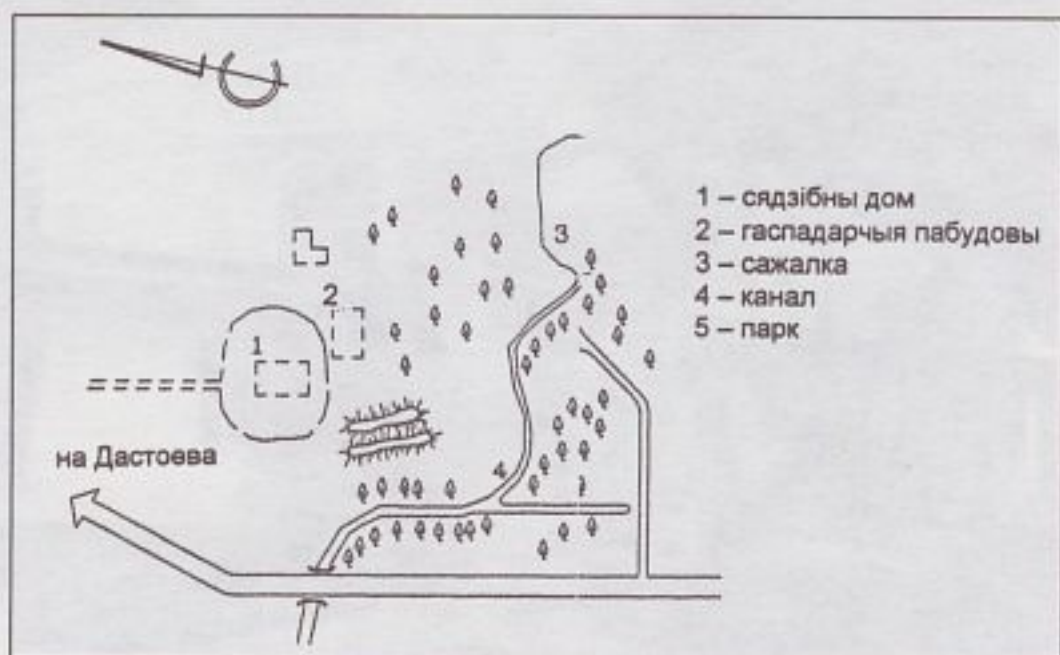 1 – сядзібны дом
2 – гаспадарчыя пабудовы
3 – сажалка
4 – канал
5 – парк
3
2
1
на Дастоева
4